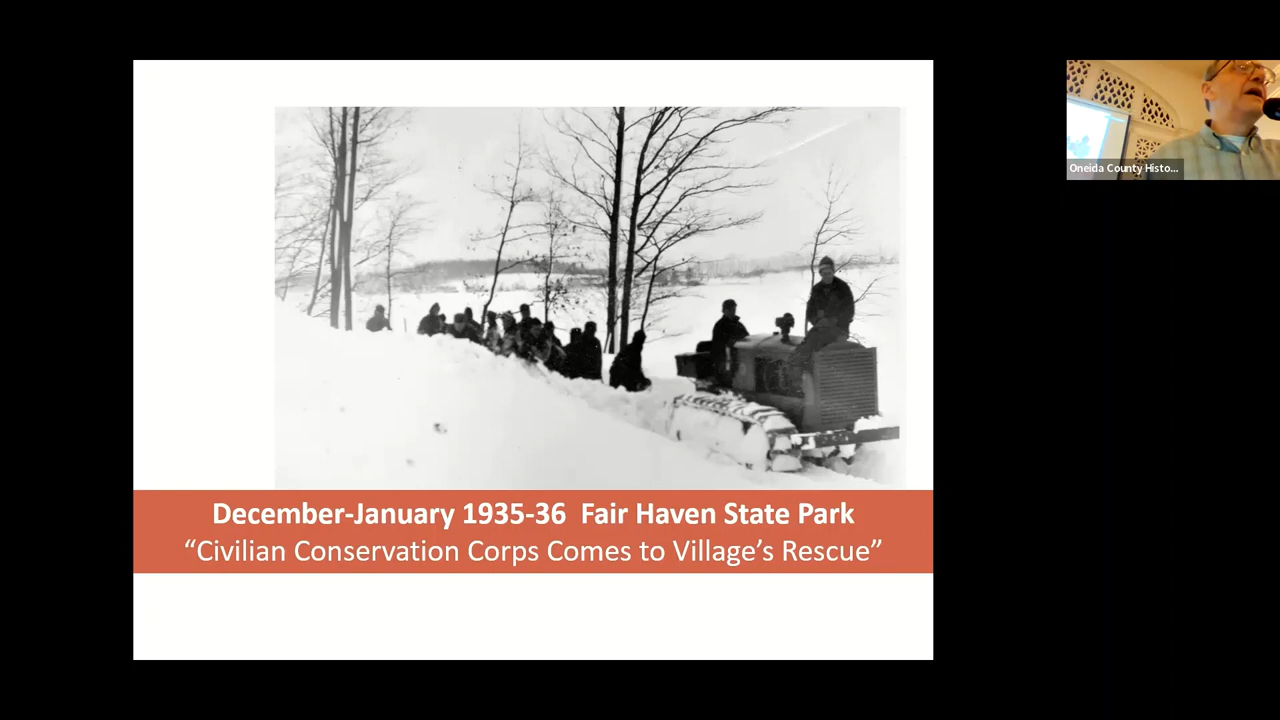 Oneida County Histo...
December-January 1935-36  Fair Haven State Park
“Civilian Conservation Corps Comes to Village’s Rescue”